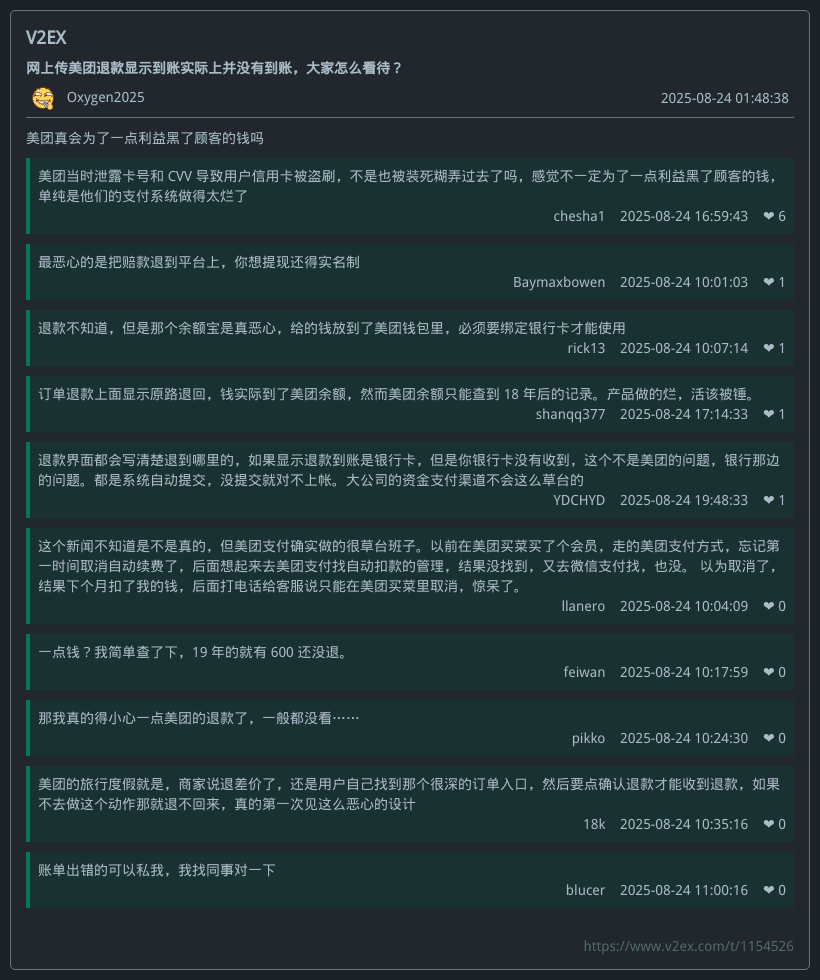 V2EX
网上传美团退款显示到账实际上并没有到账，大家怎么看待？
Oxygen2025 2025-08-24 01:48:38
美团真会为了一点利益黑了顾客的钱吗
美团当时泄露卡号和 CVV 导致用户信用卡被盗刷，不是也被装死糊弄过去了吗，感觉不一定为了一点利益黑了顾客的钱，
单纯是他们的支付系统做得太烂了
chesha1 2025-08-24 16:59:43 ❤ 6
最恶心的是把赔款退到平台上，你想提现还得实名制
Baymaxbowen 2025-08-24 10:01:03 ❤ 1
退款不知道，但是那个余额宝是真恶心，给的钱放到了美团钱包里，必须要绑定银行卡才能使用
rick13 2025-08-24 10:07:14 ❤ 1
订单退款上面显示原路退回，钱实际到了美团余额，然而美团余额只能查到 18 年后的记录。产品做的烂，活该被锤。
shanqq377 2025-08-24 17:14:33 ❤ 1
退款界面都会写清楚退到哪里的，如果显示退款到账是银行卡，但是你银行卡没有收到，这个不是美团的问题，银行那边
的问题。都是系统自动提交，没提交就对不上帐。大公司的资金支付渠道不会这么草台的
YDCHYD 2025-08-24 19:48:33 ❤ 1
这个新闻不知道是不是真的，但美团支付确实做的很草台班子。以前在美团买菜买了个会员，走的美团支付方式，忘记第
一时间取消自动续费了，后面想起来去美团支付找自动扣款的管理，结果没找到，又去微信支付找，也没。 以为取消了，
结果下个月扣了我的钱，后面打电话给客服说只能在美团买菜里取消，惊呆了。
llanero 2025-08-24 10:04:09 ❤ 0
一点钱？我简单查了下，19 年的就有 600 还没退。
feiwan 2025-08-24 10:17:59 ❤ 0
那我真的得小心一点美团的退款了，一般都没看……
pikko 2025-08-24 10:24:30 ❤ 0
美团的旅行度假就是，商家说退差价了，还是用户自己找到那个很深的订单入口，然后要点确认退款才能收到退款，如果
不去做这个动作那就退不回来，真的第一次见这么恶心的设计
18k 2025-08-24 10:35:16 ❤ 0
账单出错的可以私我，我找同事对一下
blucer 2025-08-24 11:00:16 ❤ 0
https://www.v2ex.com/t/1154526